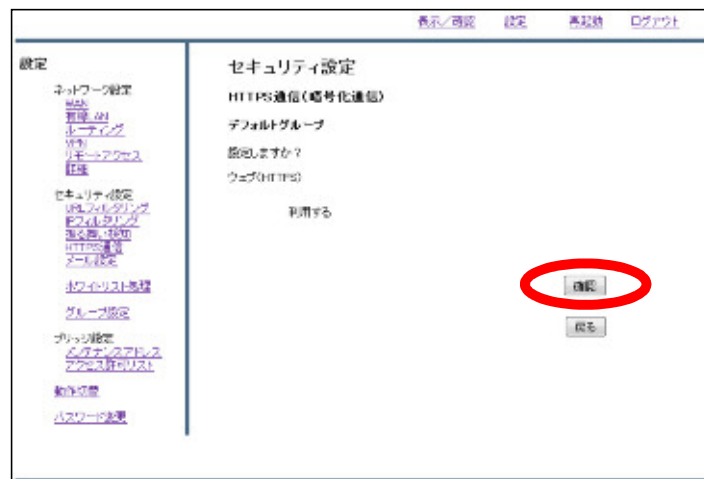 表示／確認 設定 再起動 ログアウト
設定
ネットワーク設定
WAN
有線LAN
ルーティング
VPN
リモートアクセス
詳細
セキュリティ設定
URLフィルタリング
IPフィルタリング
振る舞い検知
HTTPS通信
メール設定
ホワイトリスト処理
グループ設定
ブリッジ設定
メンテナンスアドレス
アクセス許可リスト
動作切替
パスワード変更
セキュリティ設定
HTTPS通信(暗号化通信)
デフォルトグループ
設定しますか？
ウェブ(HTTPS)
利用する
確認
戻る